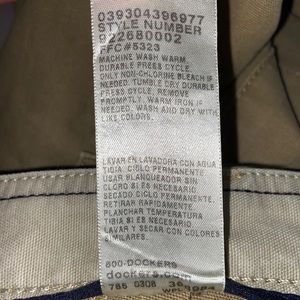 039304396977
STYLE NUMBER
922680002
FFC#5323
MACHINE WASH WARM
DURABLE PRESS CYCLE.
ONLY NON-CHLORINE BLEACH IF
NEEDED. TUMBLE DRY DURABLE
PRESS CYCLE, REMOVE
PROMPTLY. WARM IRON IF
NEEDED. WASH AND DRY WITH
LIKE COLORS.
LAVAR EN LAVADORA CON AGUA
TIBIA, CICLO PERMANENTE.
USAR BLANQUEADOR SIN
CLORO SI ES NECESARIO.
SECADO CICLO PERMANENTE.
RETIRAR RAPIDAMENTE.
PLANCHAR TEMPERATURA
TIBIA SI ES NECESARIO.
LAVAR Y SECAR CON COLORES
SIMILARES.
800-DOCKERS
dockers.com
785 0308